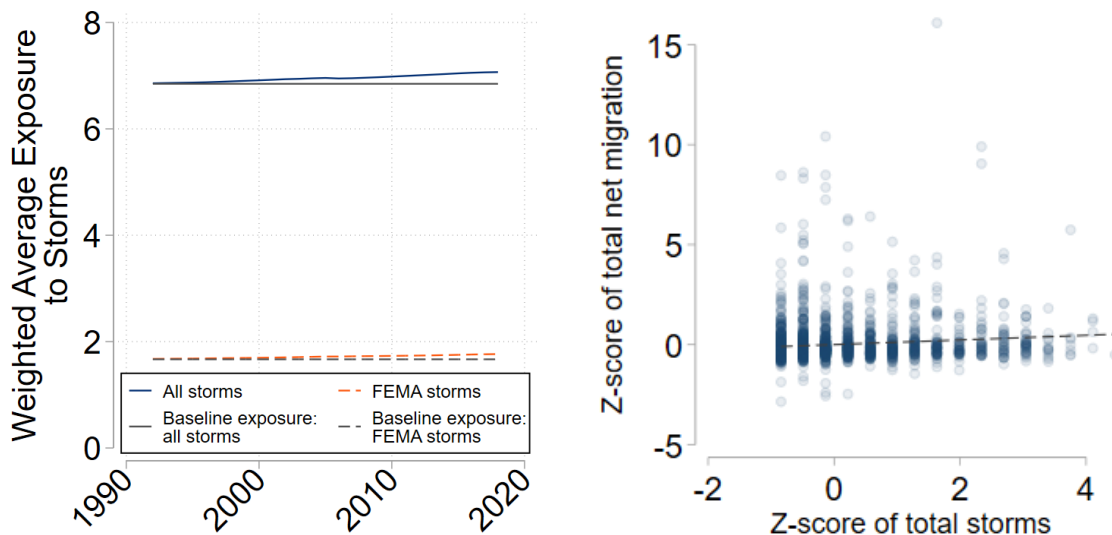 Weighted Average Exposure
to Storms
8
6
4
2
0
All storms
FEMA storms
Baseline exposure:
all storms
Baseline exposure:
FEMA storms
1990
2000
2010
2020
Z-score of total net migration
15
10
5
0
-5
-2
0
2
4
Z-score of total storms